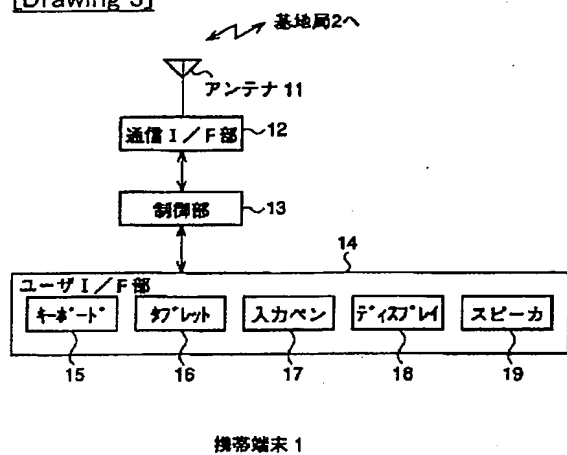 [Drawing 3]
基地局2へ
アンテナ 11
通信I/F部 12
制御部 13
14
ユーザI/F部
キーボード タブレット 入力ペン ディスプレイ スピーカ
15 16 17 18 19
携帯端末 1